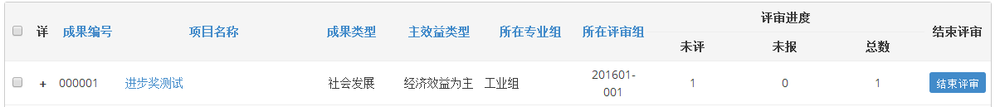 评审进度
详 成果编号 项目名称 成果类型 主效益类型 所在专业组 所在评审组 结束评审
未评 未报 总数
+ 000001 进步奖测试 社会发展 经济效益为主 工业组 201601-
001 1 0 1 结束评审